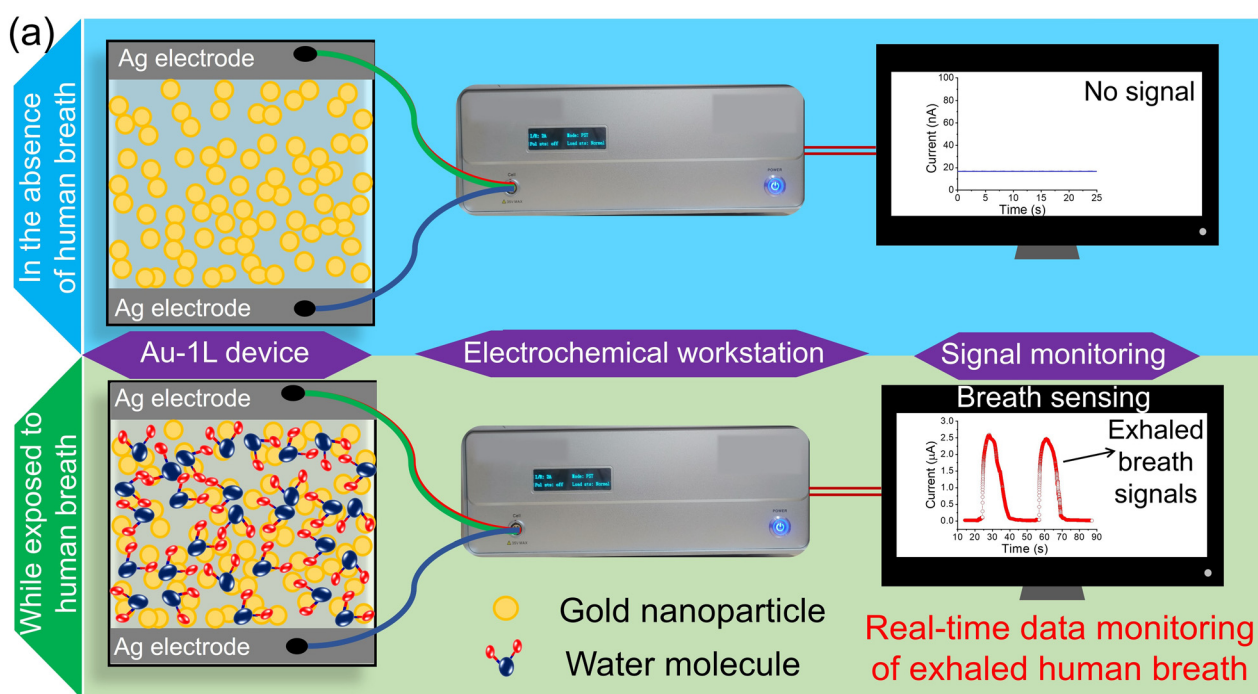 (a)
In the absence
of human breath
Ag electrode
Ag electrode
CeC
POWER
No signal
Current (nA)
100
80
60
40
20
0
0 5 10 15 20 25
Time (s)
Au-1L device
Electrochemical workstation
Signal monitoring
While exposed to
human breath
Ag electrode
Ag electrode
CeC
POWER
Breath sensing
Exhaled
breath
signals
Current (μA)
3.0
2.5
2.0
1.5
1.0
0.5
0.0
10 20 30 40 50 60 70 80 90
Time (s)
Gold nanoparticle
Water molecule
Real-time data monitoring
of exhaled human breath